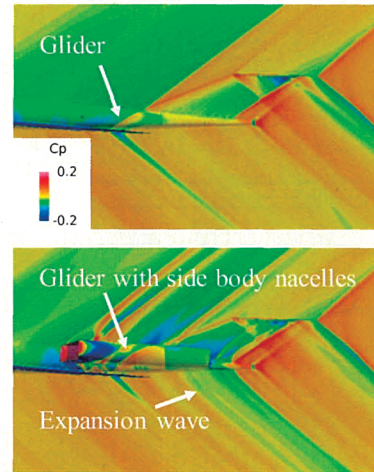 Glider
Cp
0.2
-0.2
Glider with side body nacelles
Expansion wave